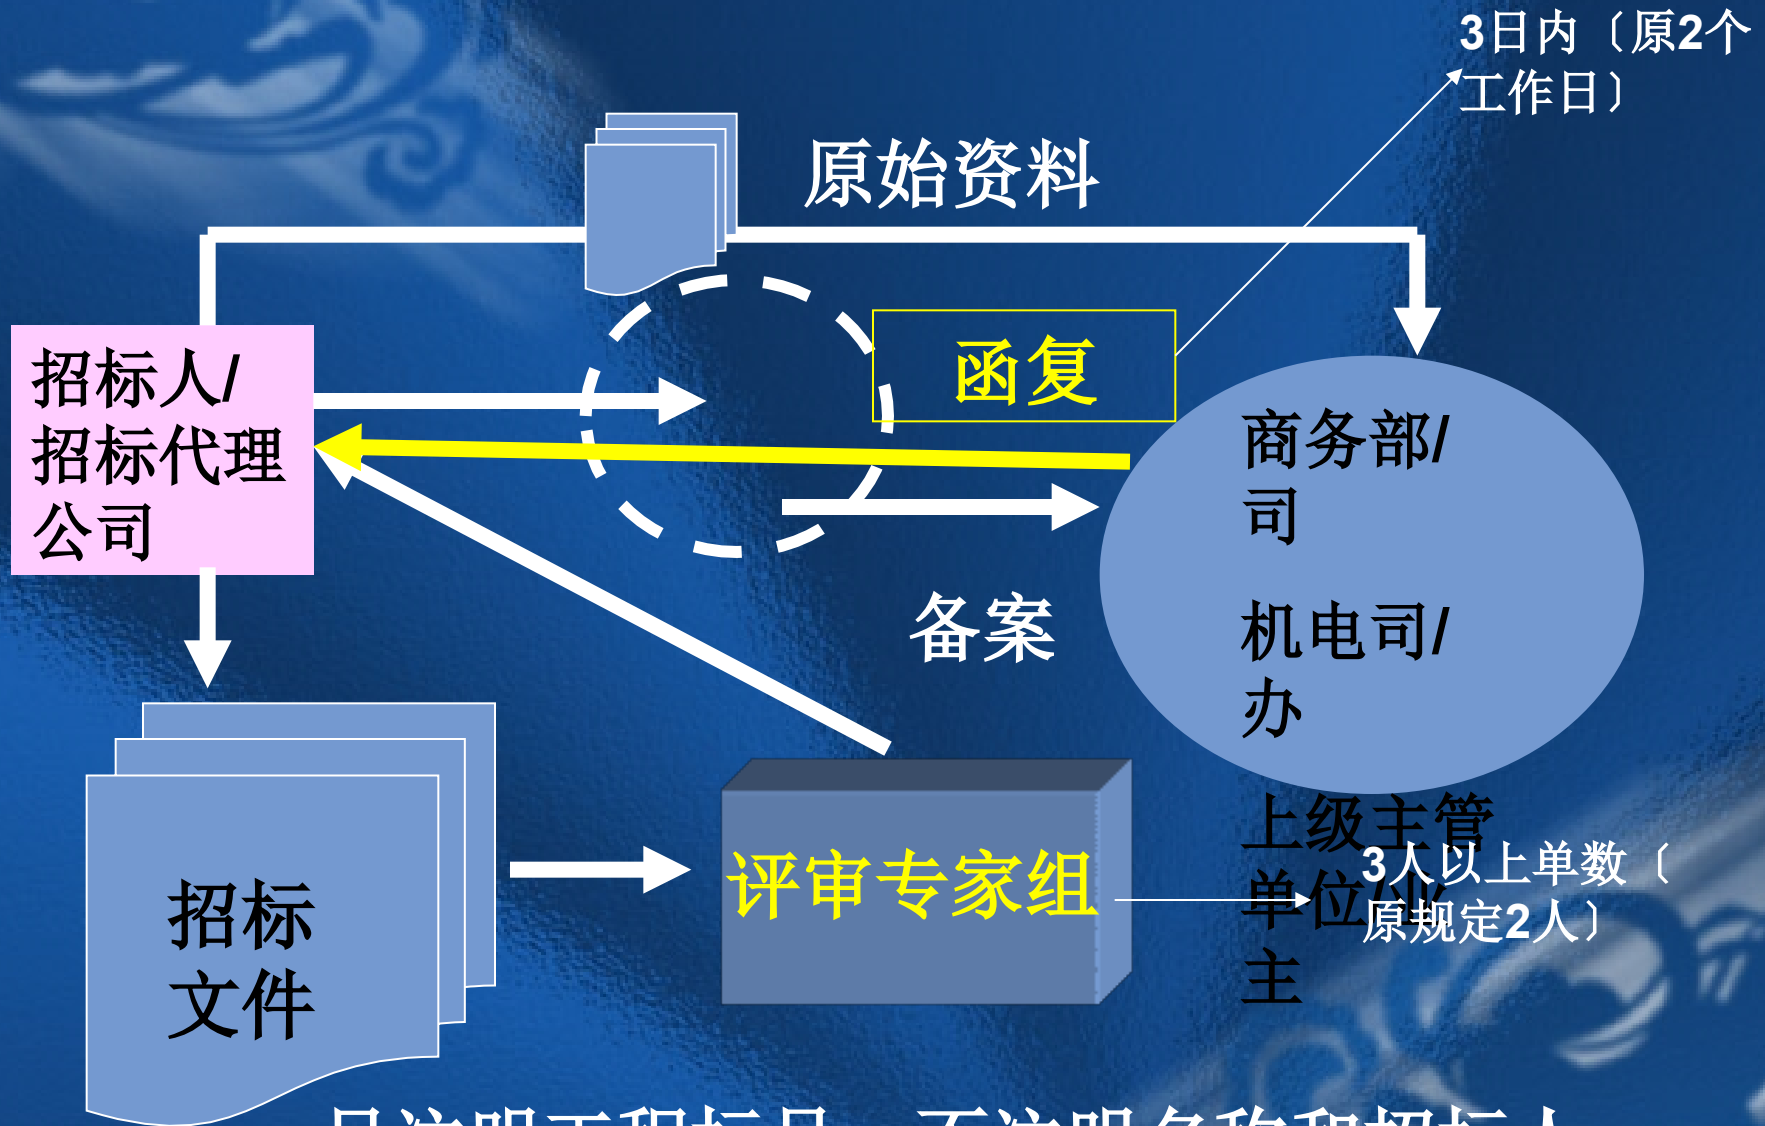 3日内〔原2个
工作日〕
原始资料
函复
招标人/
招标代理
公司
商务部/
司
机电司/
办
备案
上级主管
单位/业
主
3人以上单数〔
原规定2人〕
评审专家组
招标
文件